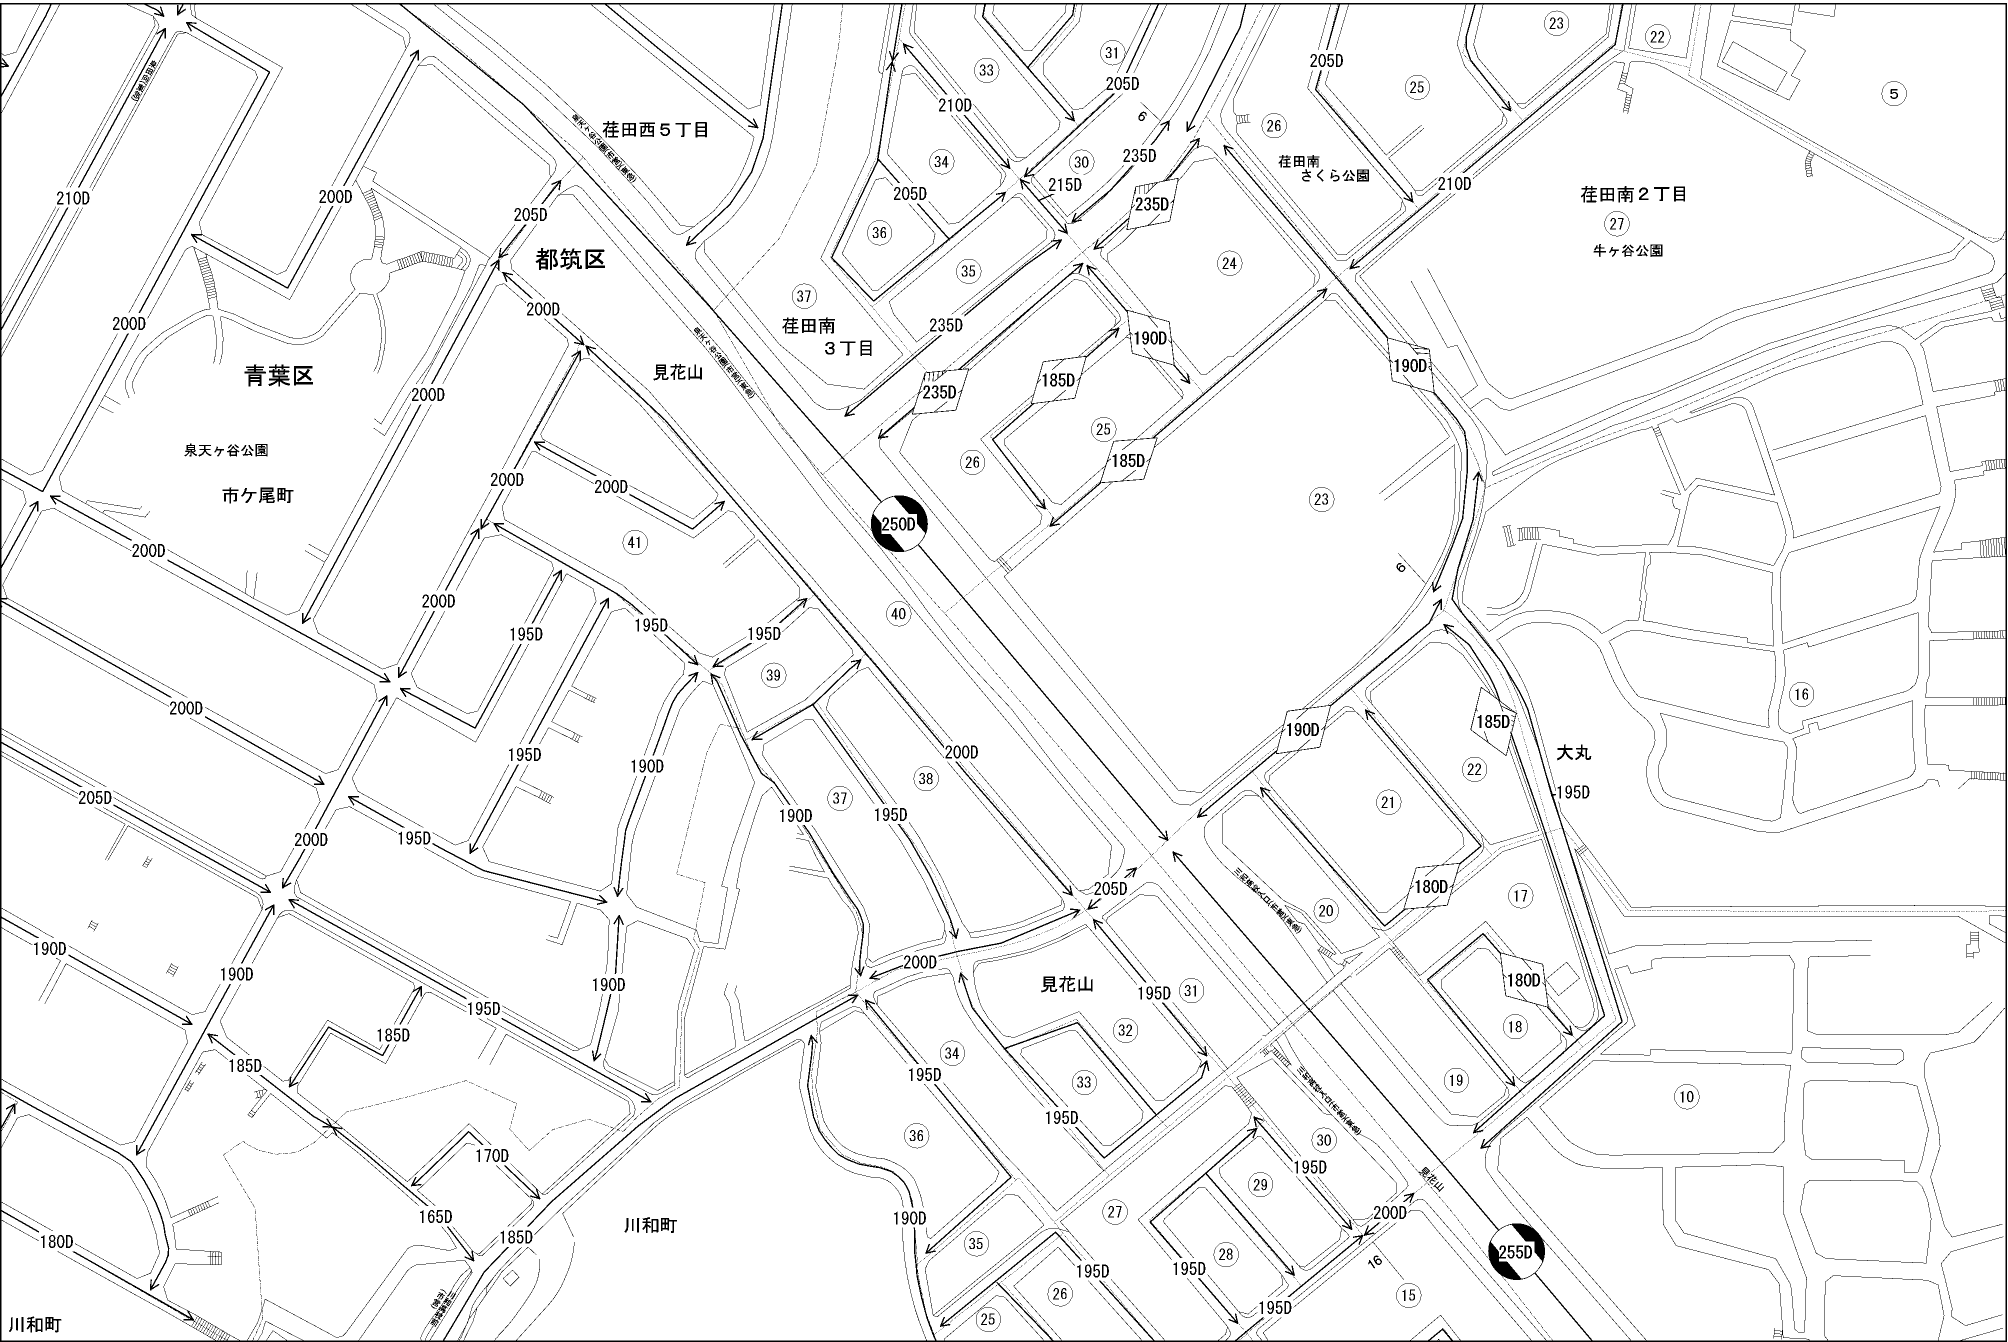 23
22
5
31
33
205D
205D
25
210D
6
26
荏田西５丁目
34
30
235D
荏田南
さくら公園
210D
荏田南２丁目
27
牛ヶ谷公園
210D
200D
205D
205D
215D
235D
36
都筑区
35
24
37
200D
200D
荏田南
３丁目
235D
190D
190D
青葉区
見花山
200D
235D
185D
25
泉天ヶ谷公園
185D
26
市ケ尾町
200D
200D
23
250D
200D
41
6
200D
40
195D
195D
195D
39
16
200D
185D
190D
大丸
195D
190D
200D
22
38
205D
37
195D
190D
21
195D
200D
195D
205D
180D
17
20
190D
200D
190D
190D
見花山
195D
31
180D
195D
32
18
185D
34
185D
195D
33
19
10
195D
36
30
170D
195D
29
165D
190D
27
200D
見花山
185D
川和町
180D
35
28
255D
16
195D
195D
26
15
195D
25
川和町